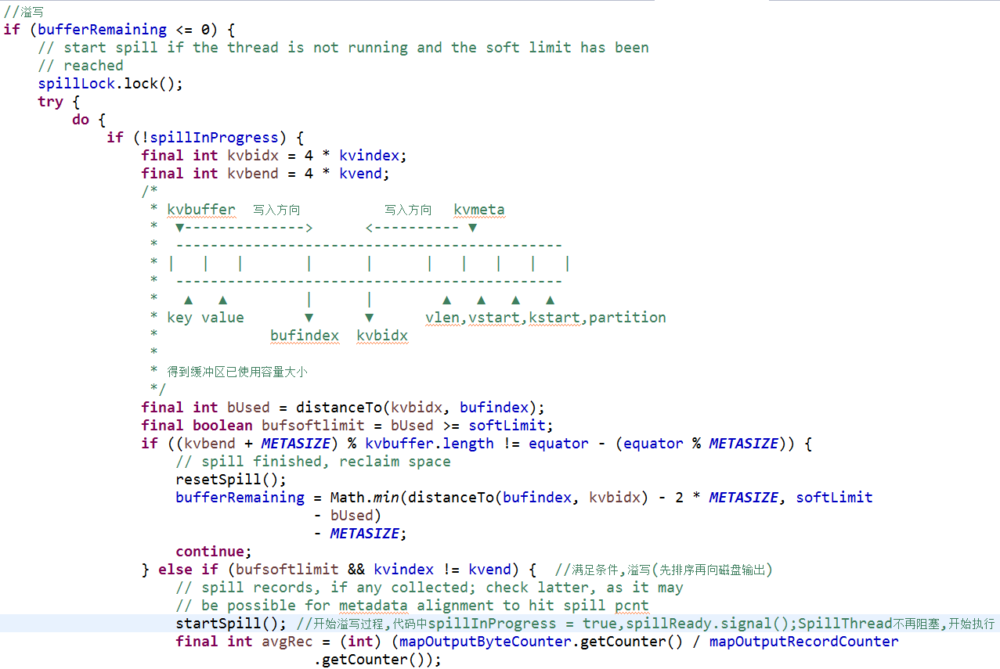 //溢写
if (bufferRemaining <= 0) {
// start spill if the thread is not running and the soft limit has been
// reached
spillLock.lock();
try {
do {
if (!spillInProgress) {
final int kvbidx = 4 * kvindex;
final int kvbend = 4 * kvend;
/*
* kvbuffer 写入方向 写入方向 kvmeta
* ▼--------------> <---------- ▼
* ---------------------------------------------
* | | | | | | | | | |
* ---------------------------------------------
* ▲ ▲ | | ▲ ▲ ▲ ▲
* key value ▼ ▼ vlen,vstart,kstart,partition
* bufindex kvbidx
*
* 得到缓冲区已使用容量大小
*/
final int bUsed = distanceTo(kvbidx, bufindex);
final boolean bufsoftlimit = bUsed >= softLimit;
if ((kvbend + METASIZE) % kvbuffer.length != equator - (equator % METASIZE)) {
// spill finished, reclaim space
resetSpill();
bufferRemaining = Math.min(distanceTo(bufindex, kvbidx) - 2 * METASIZE, softLimit
- bUsed)
- METASIZE;
continue;
} else if (bufsoftlimit && kvindex != kvend) { //满足条件,溢写(先排序再向磁盘输出)
// spill records, if any collected; check latter, as it may
// be possible for metadata alignment to hit spill pcnt
startSpill(); //开始溢写过程,代码中spillInProgress = true,spillReady.signal();SpillThread不再阻塞,开始执行
final int avgRec = (int) (mapOutputByteCounter.getCounter() / mapOutputRecordCounter
.getCounter());